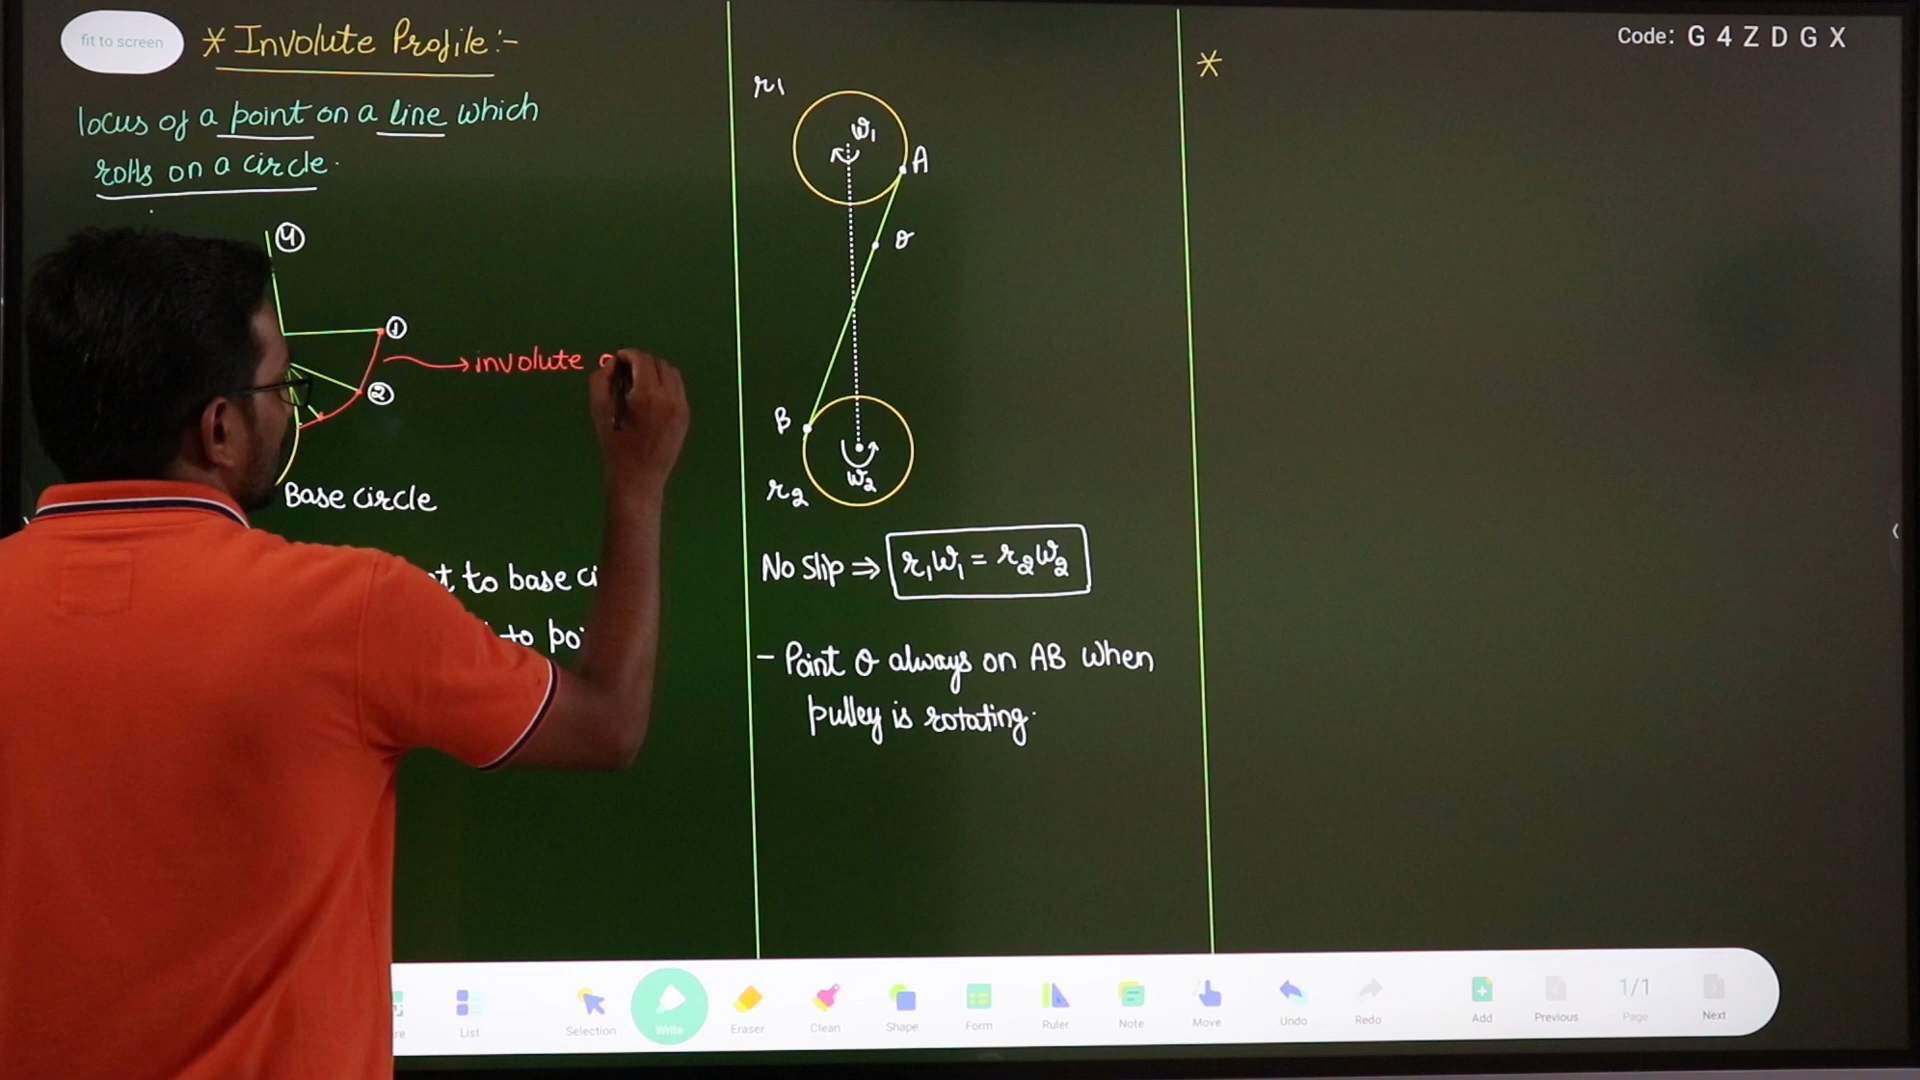 fit to screen
* Involute Profile:-
locus of a point on a line which
rolls on a circle.
4
1
→ involute
2
Base circle
to base
to
r1
ω1
A
O
B
r2
ω2
No slip ⇒ r1ω1 = r2ω2
- Point O always on AB when
pulley is rotating.
*
Code: G 4 Z D G X
List
Selection
Write
Eraser
Clean
Shape
Form
Ruler
Note
Move
Undo
Redo
Add
Previous
1/1
Page
Next